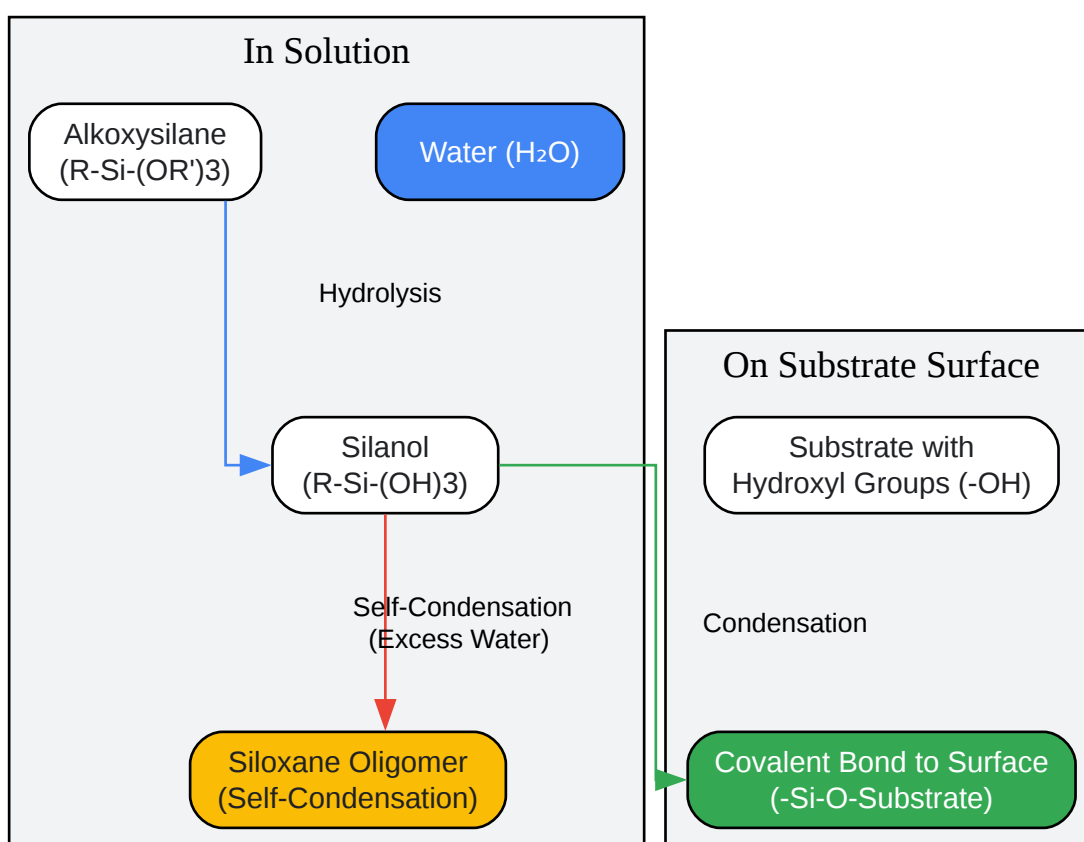 In Solution
Alkoxysilane
(R-Si-(OR')3)
Water (H₂O)
Hydrolysis
On Substrate Surface
Silanol
(R-Si-(OH)3)
Substrate with
Hydroxyl Groups (-OH)
Self-Condensation
(Excess Water)
Condensation
Siloxane Oligomer
(Self-Condensation)
Covalent Bond to Surface
(-Si-O-Substrate)